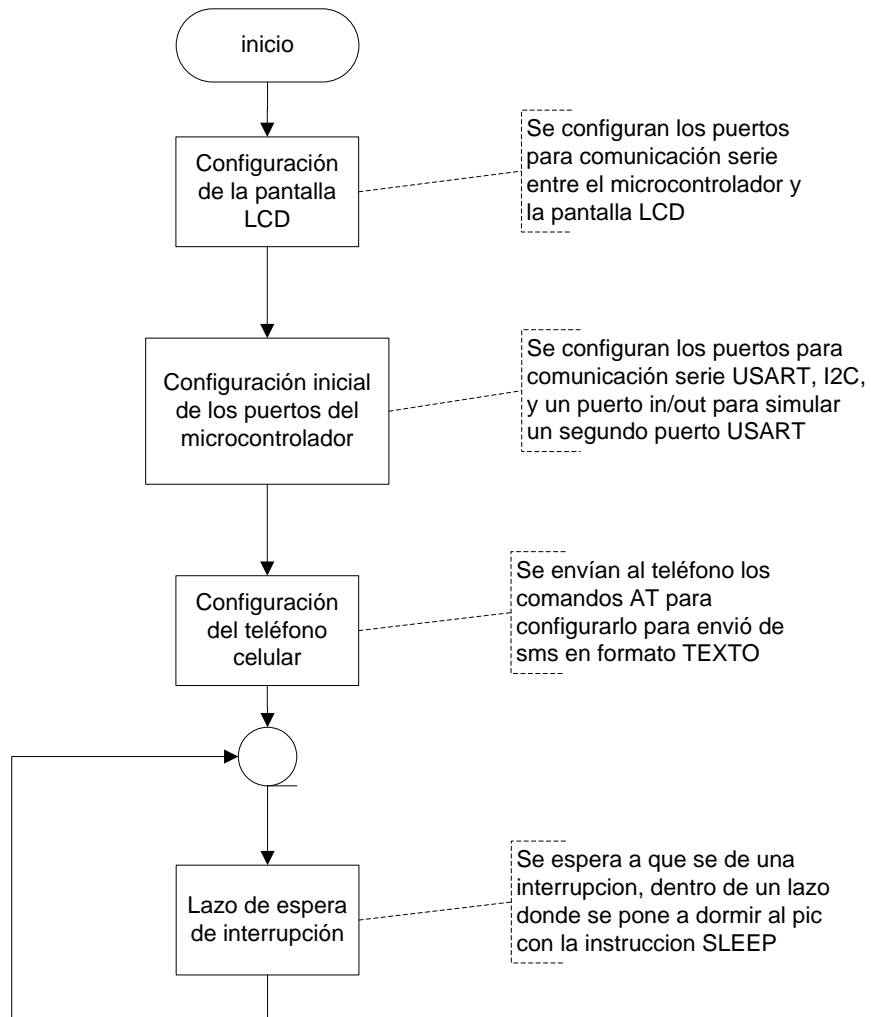 inicio
Configuración
de la pantalla
LCD
Se configuran los puertos
para comunicación serie
entre el microcontrolador y
la pantalla LCD
Configuración inicial
de los puertos del
microcontrolador
Se configuran los puertos para
comunicación serie USART, I2C,
y un puerto in/out para simular
un segundo puerto USART
Configuración
del teléfono
celular
Se envían al teléfono los
comandos AT para
configurarlo para envió de
sms en formato TEXTO
Lazo de espera
de interrupción
Se espera a que se de una
interrupcion, dentro de un lazo
donde se pone a dormir al pic
con la instruccion SLEEP